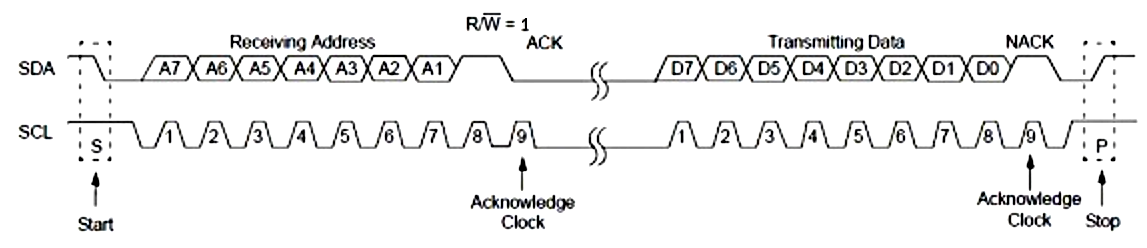 R/W̅ = 1
Receiving Address ACK Transmitting Data NACK
SDA A7 A6 A5 A4 A3 A2 A1 D7 D6 D5 D4 D3 D2 D1 D0
SCL S 1 2 3 4 5 6 7 8 9 1 2 3 4 5 6 7 8 9 P
Start
Acknowledge
Clock
Acknowledge
Clock
Stop